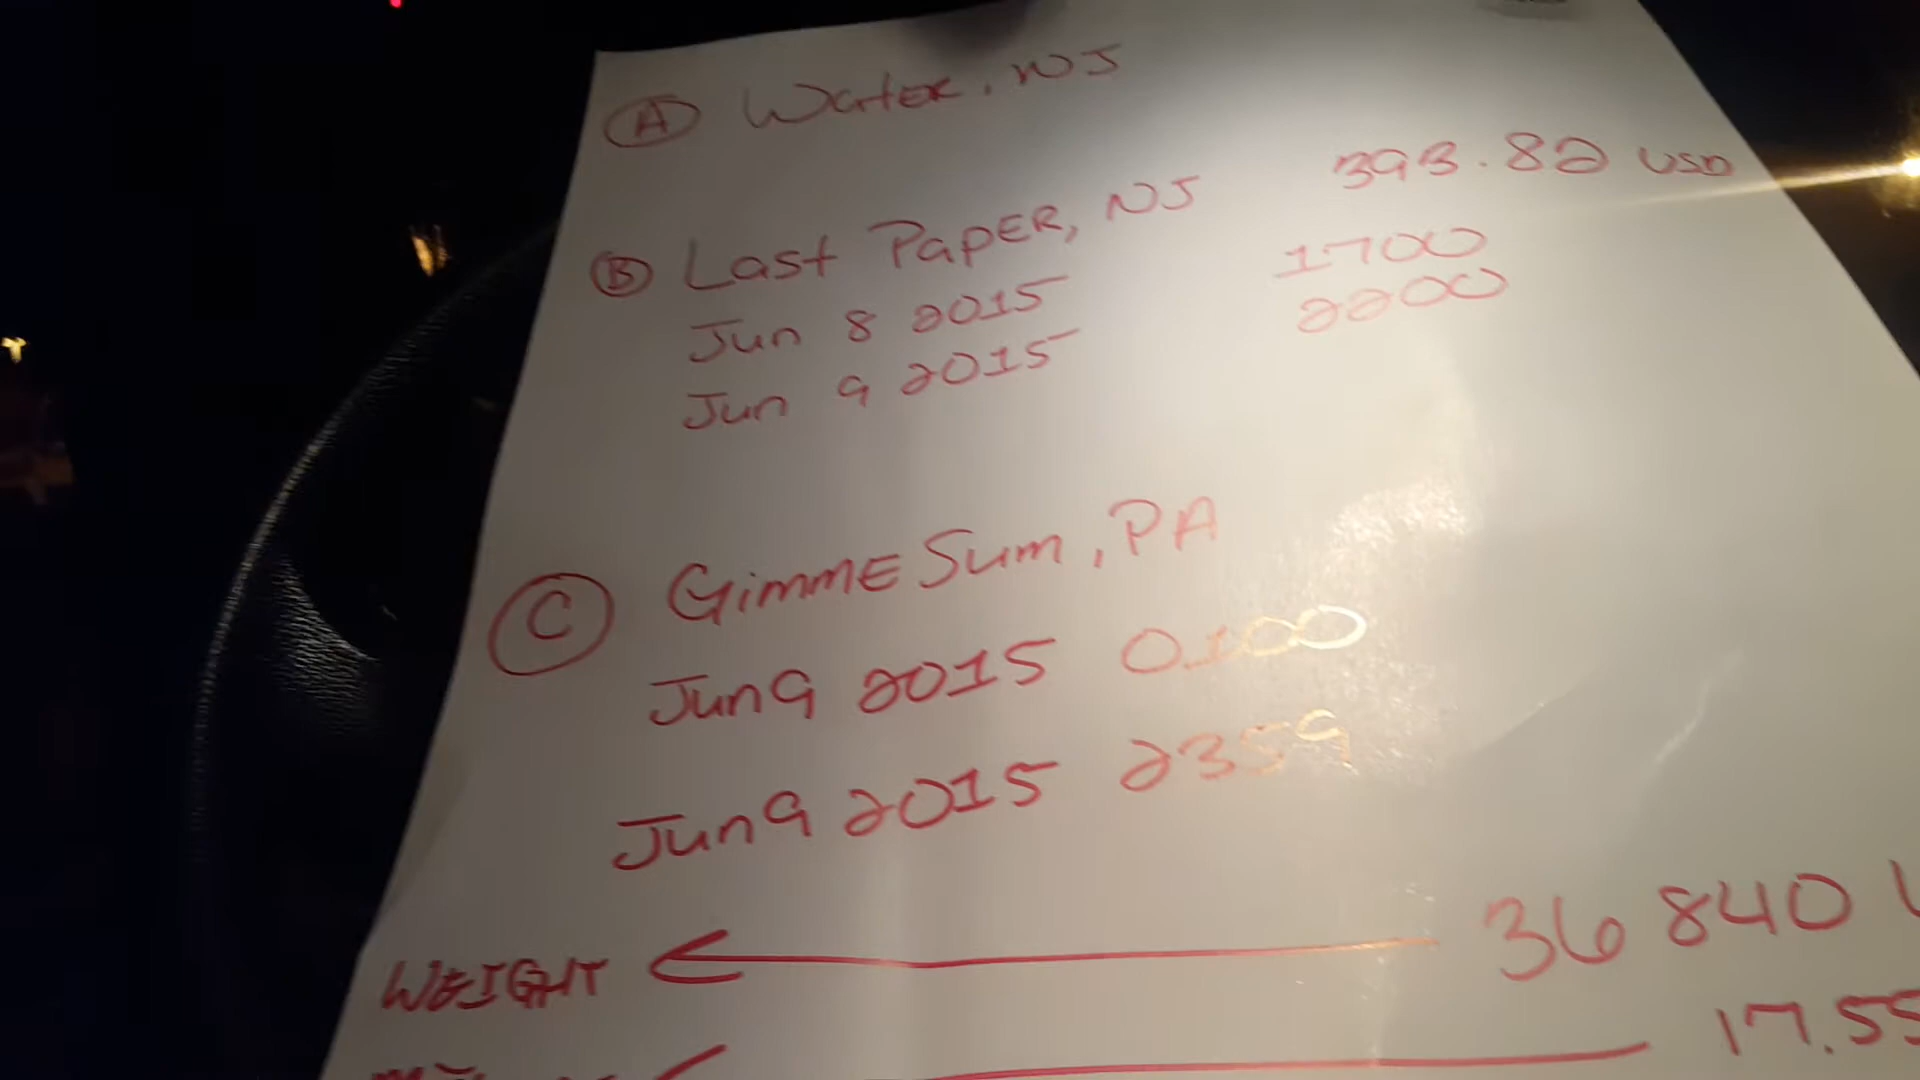 A Water, NJ
393.82 USD
B Last Paper, NJ
Jun 8 2015 1700
Jun 9 2015 2200
C Gimme Sum, PA
Jun 9 2015 0100
Jun 9 2015 2359
WEIGHT 36 840
17.55